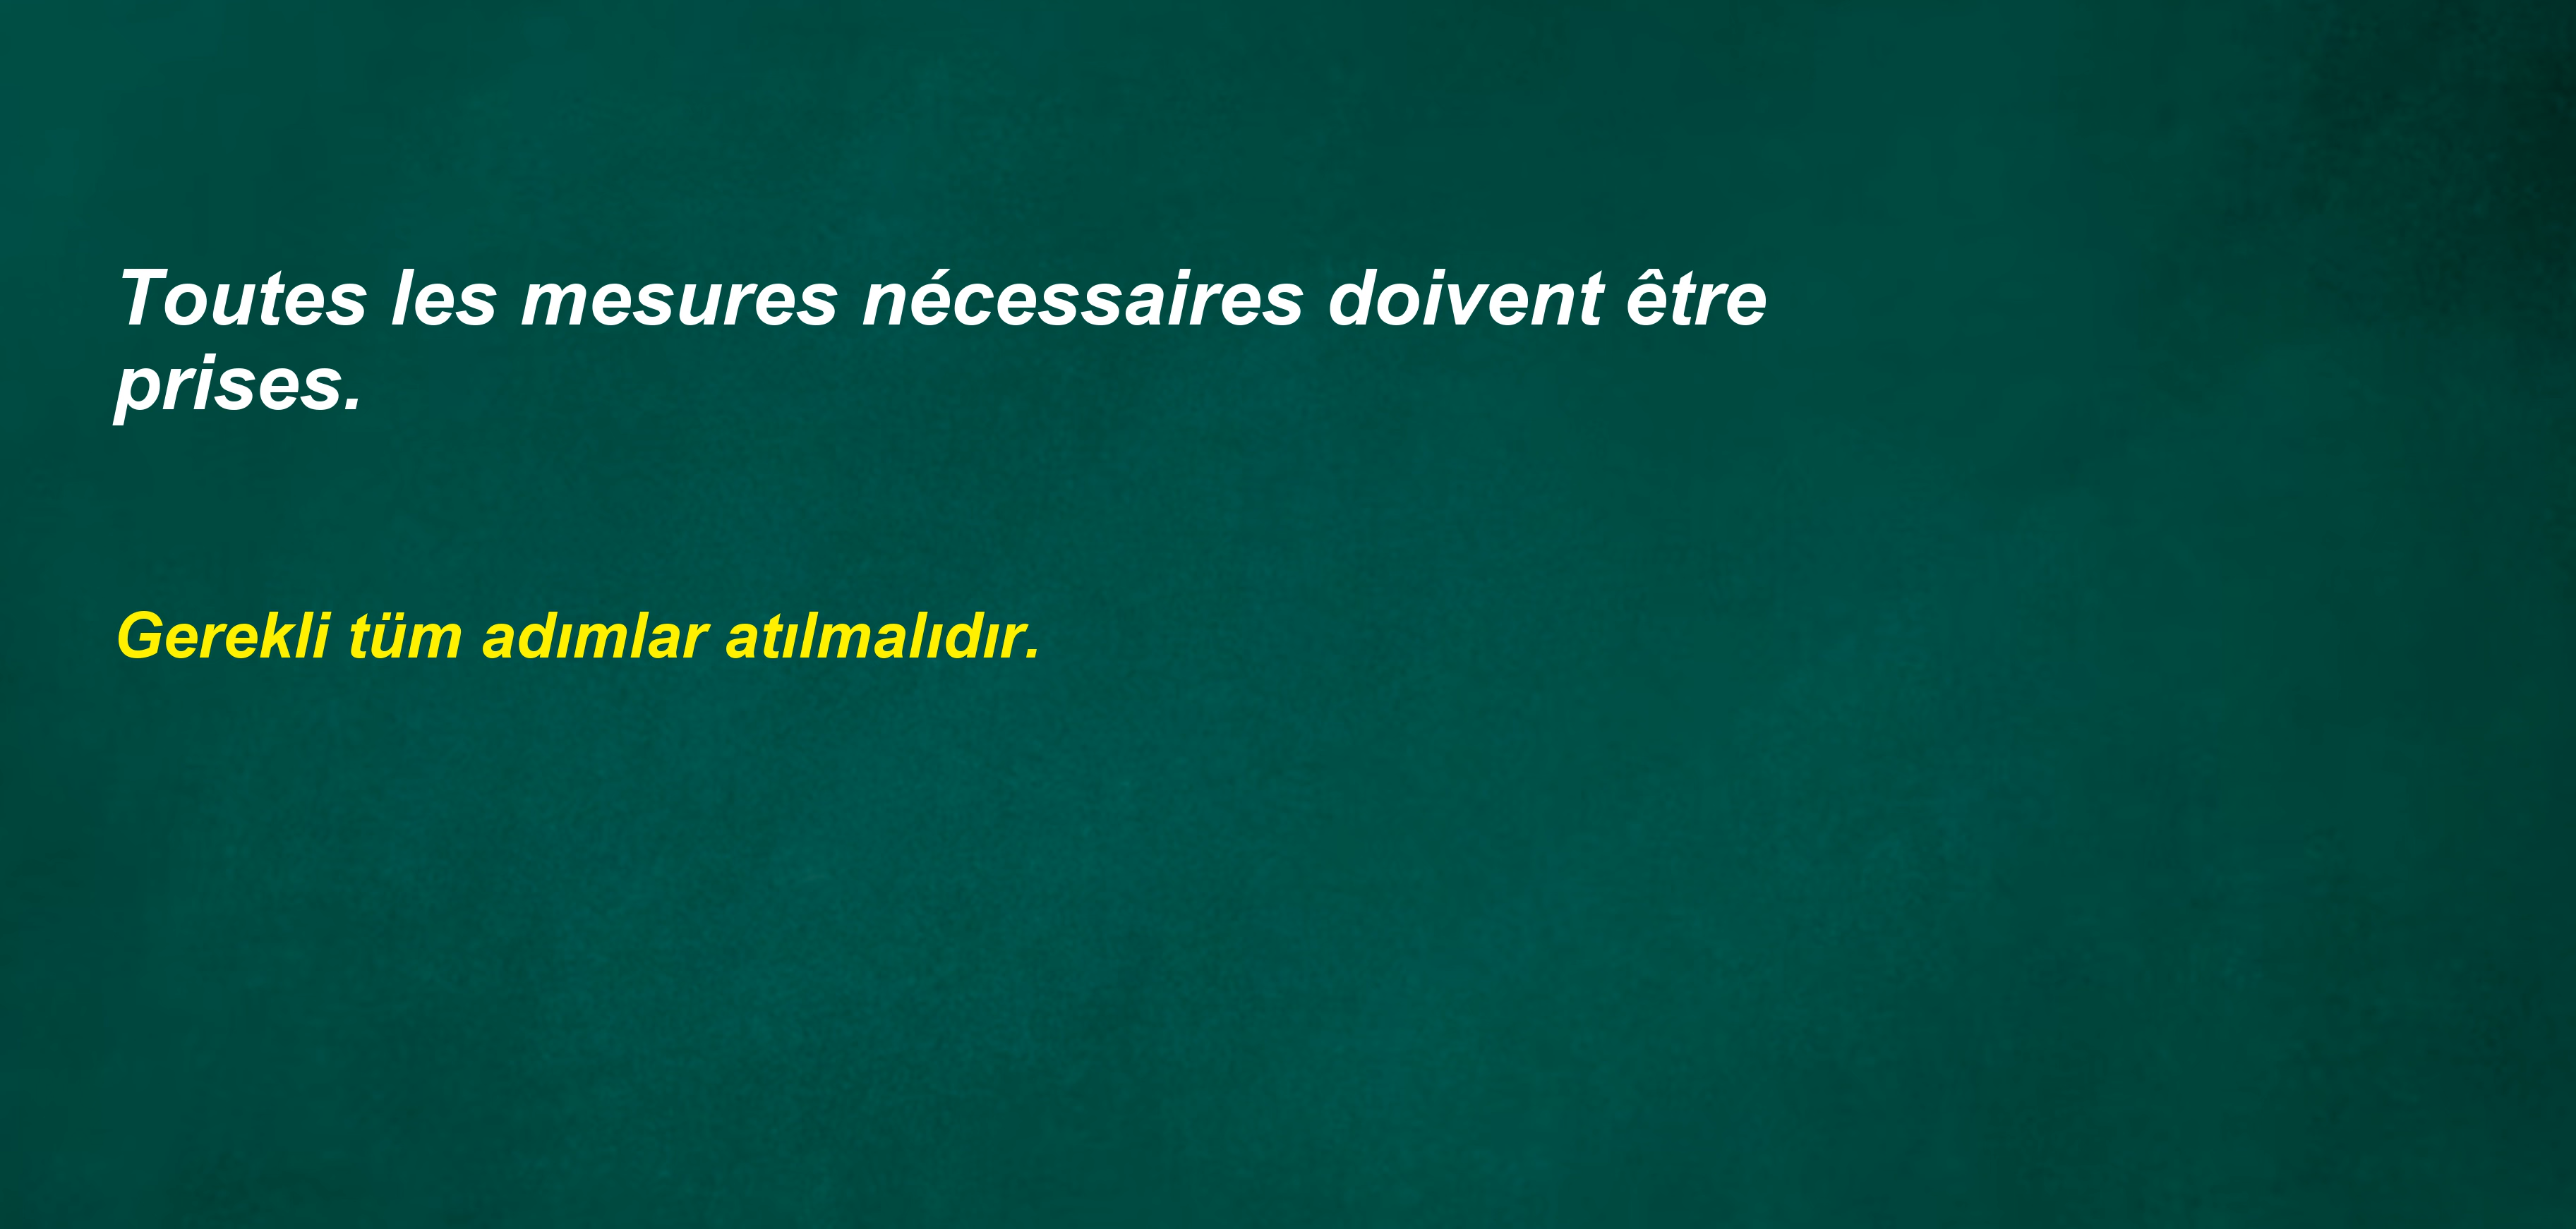 Toutes les mesures nécessaires doivent être
prises.
Gerekli tüm adımlar atılmalıdır.